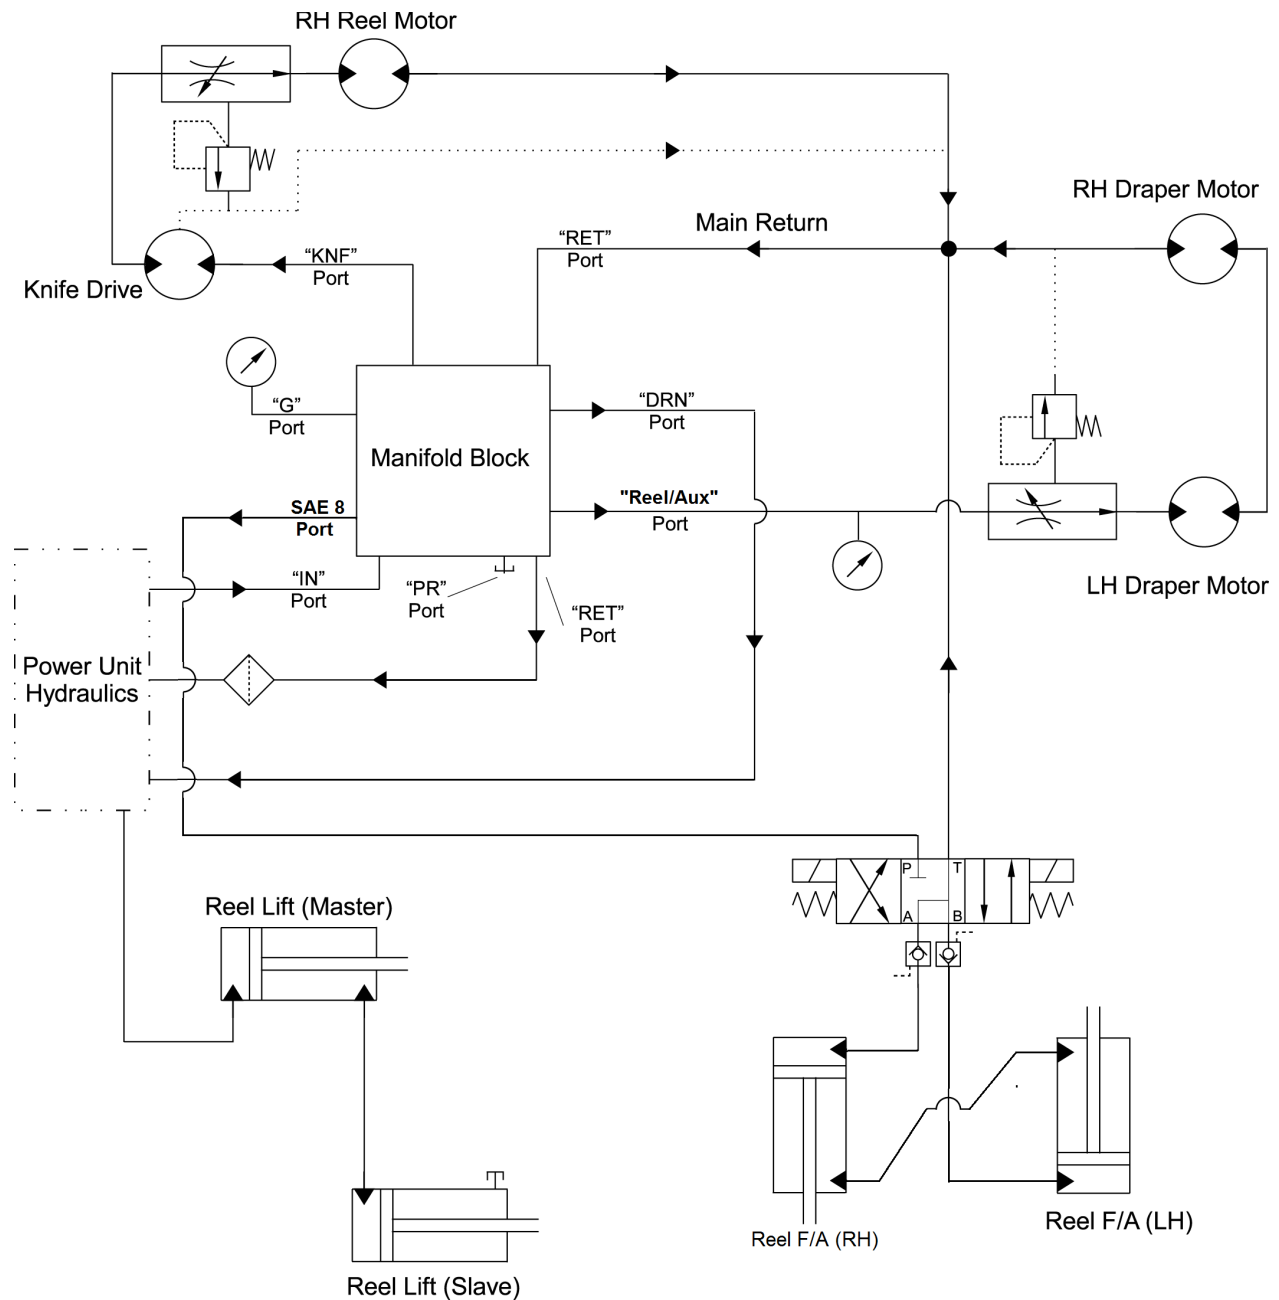 RH Reel Motor
RH Draper Motor
Main Return
“RET”
Port
“KNF”
Port
Knife Drive
“G”
Port
“DRN”
Port
Manifold Block
"Reel/Aux"
Port
SAE 8
Port
“IN”
Port
“PR”
Port
“RET”
Port
LH Draper Motor
Power Unit
Hydraulics
P
T
A
B
Reel Lift (Master)
Reel F/A (LH)
Reel F/A (RH)
Reel Lift (Slave)